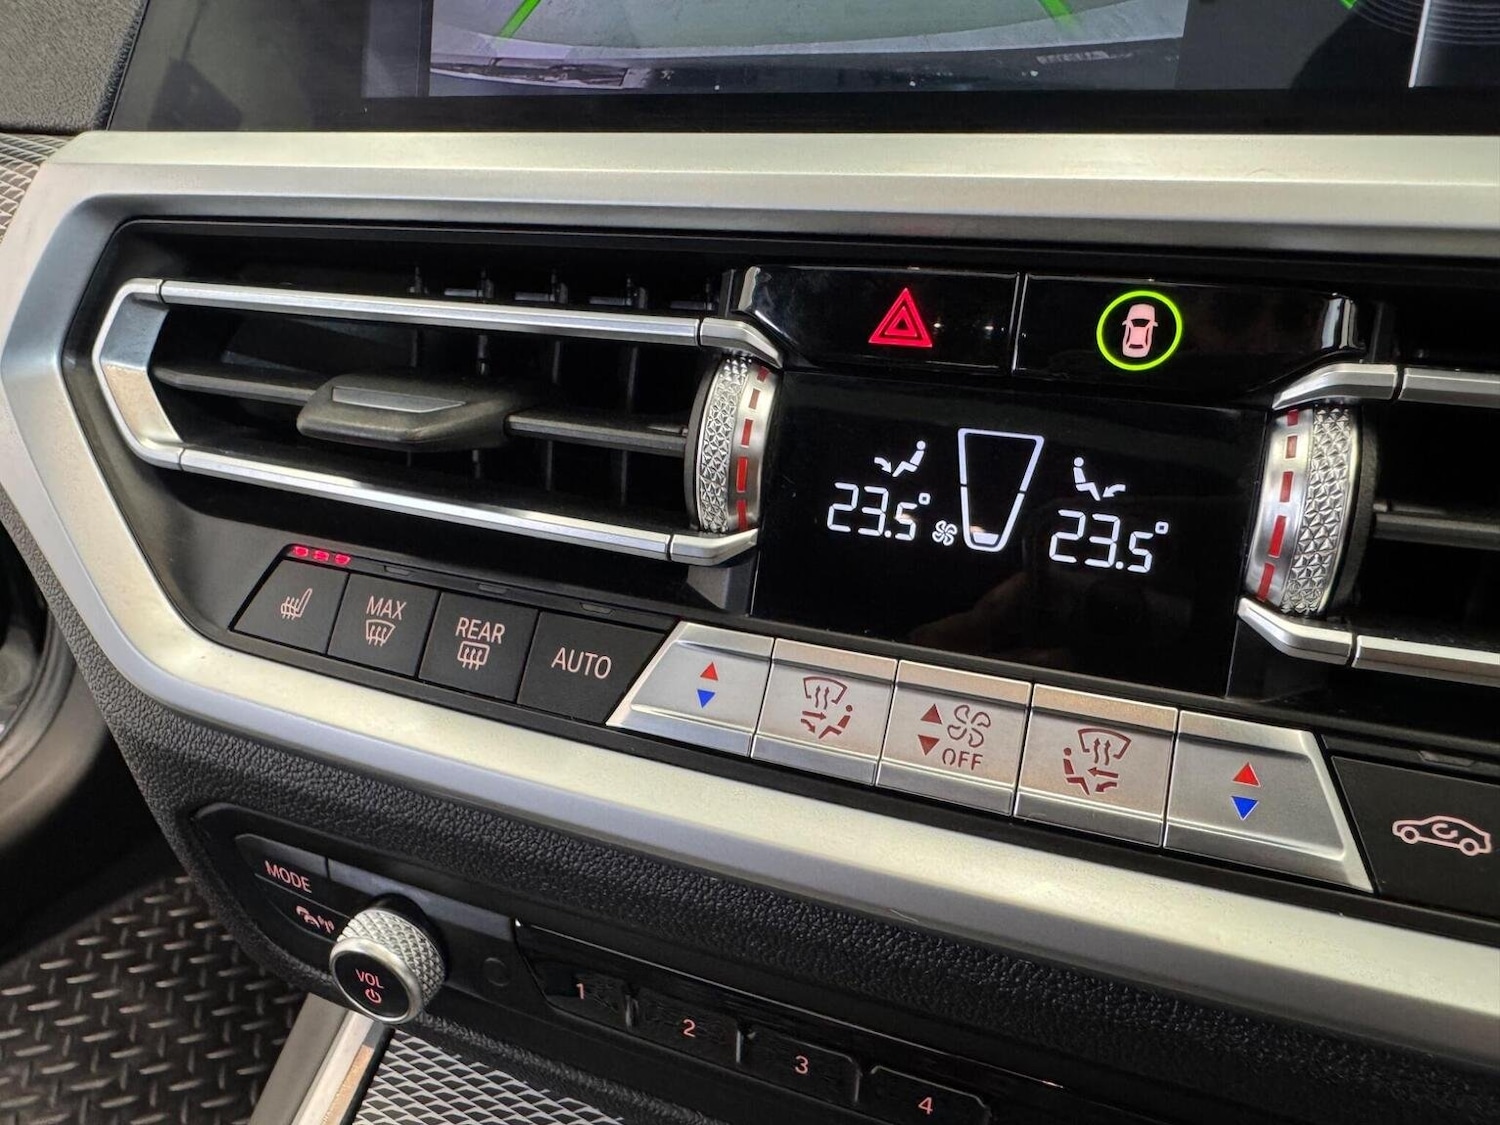 23.5°
23.5°
MAX
REAR
AUTO
OFF
MODE
VOL
1
2
3
4